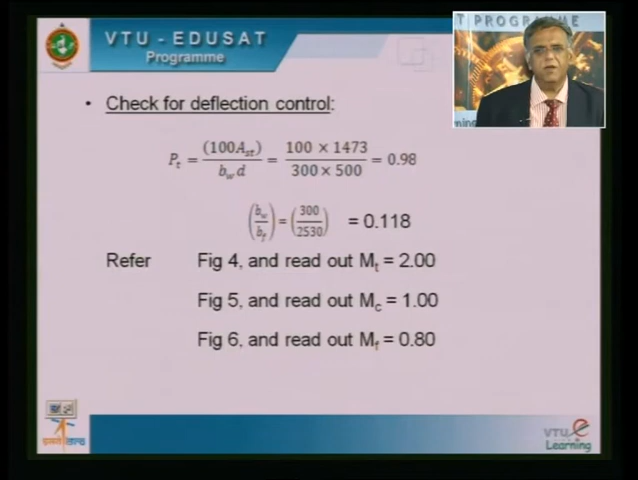 VTU - EDUSAT
Programme
T PROGRAMME
• Check for deflection control:
Pt = (100Ast) / bwd = 100 × 1473 / 300 × 500 = 0.98
(bw/bf) = (300/2530) = 0.118
Refer Fig 4, and read out Mt = 2.00
Fig 5, and read out Mc = 1.00
Fig 6, and read out Mf = 0.80
VTU e
Learning